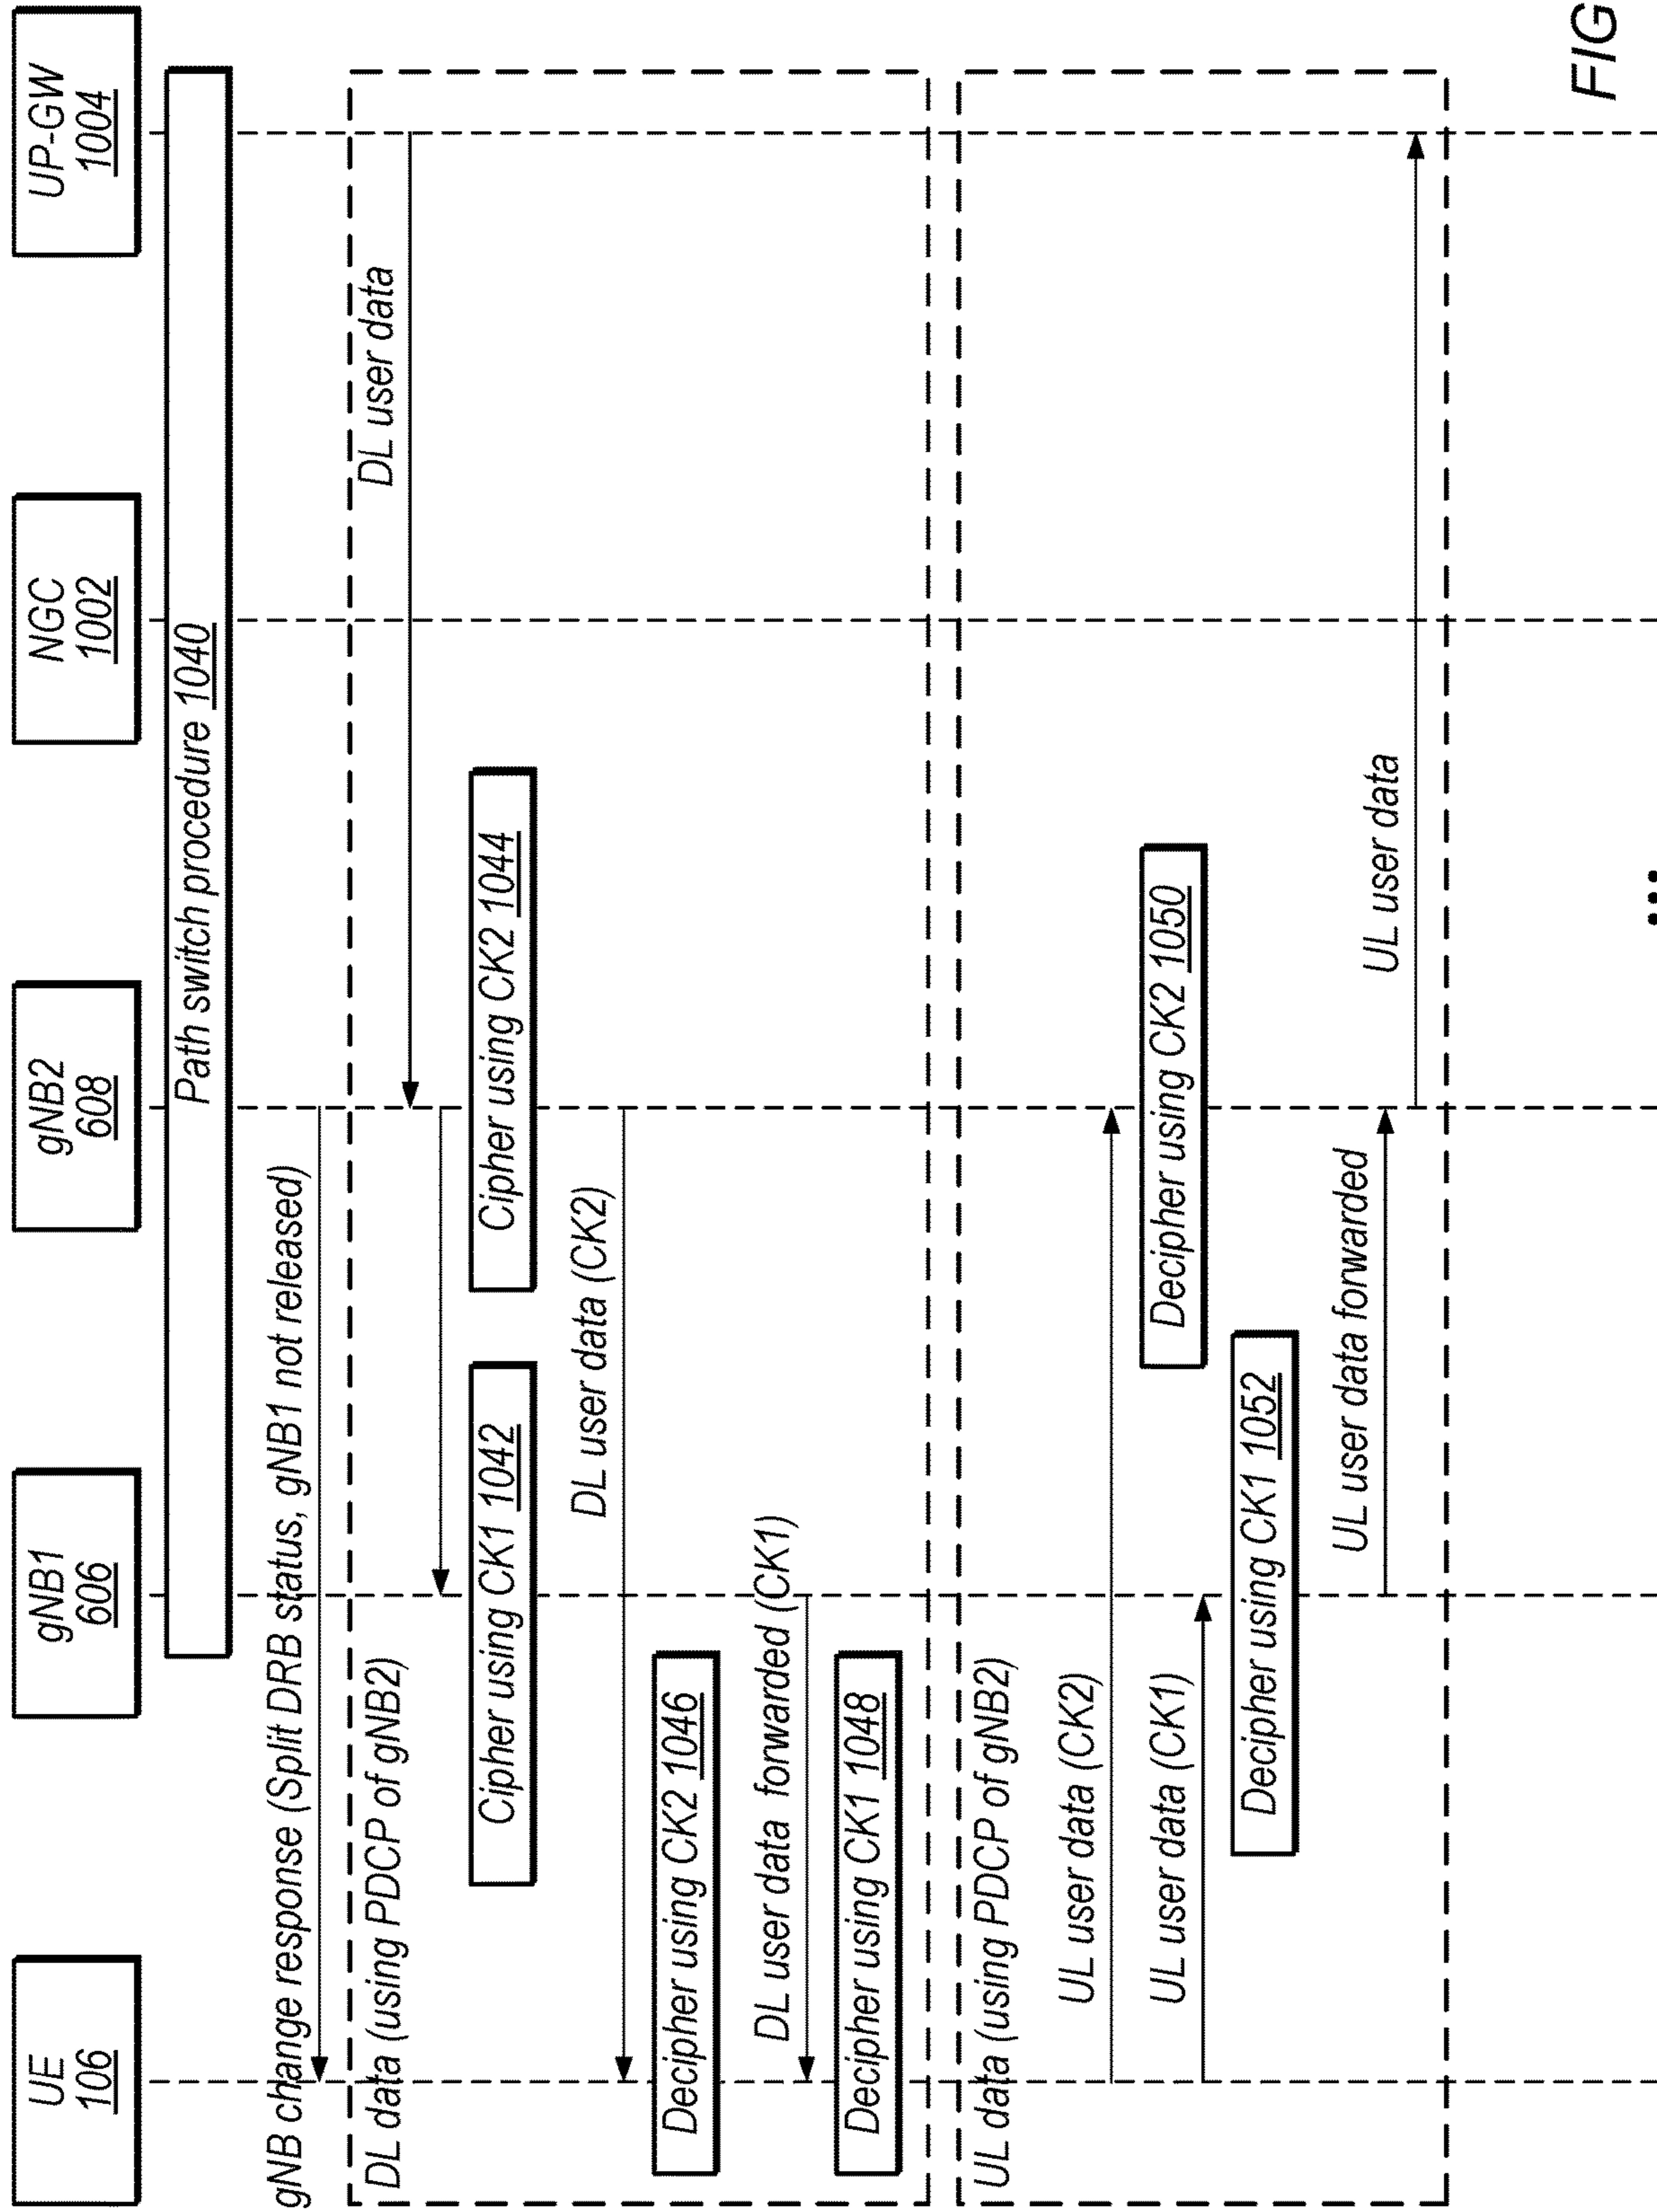 UE
106
gNB1
606
gNB2
608
NGC
1002
UP-GW
1004
Path switch procedure 1040
gNB change response (Split DRB status, gNB1 not released)
DL data (using PDCP of gNB2)
DL user data
Cipher using CK1 1042
Cipher using CK2 1044
DL user data (CK2)
Decipher using CK2 1046
DL user data forwarded (CK1)
Decipher using CK1 1048
UL data (using PDCP of gNB2)
UL user data (CK2)
Decipher using CK2 1050
UL user data (CK1)
Decipher using CK1 1052
UL user data forwarded
UL user data
...
FIG